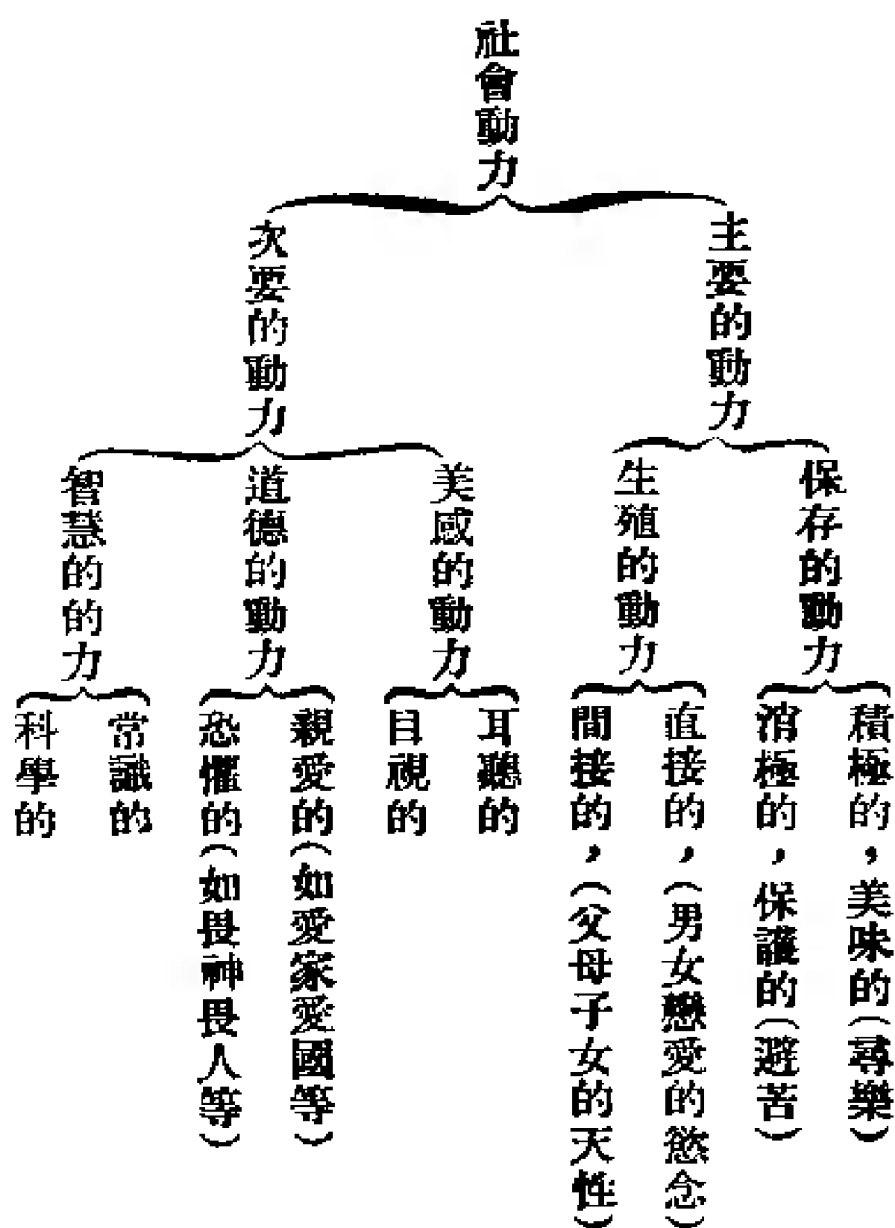 社會動力
主要的動力
保存的動力
積極的，美味的（尋樂）
消極的，保護的（避苦）
生殖的動力
直接的，（男女戀愛的慾念）
間接的，（父母子女的天性）
次要的動力
美感的動力
耳聽的
目視的
道德的動力
親愛的（如愛家愛國等）
恐懼的（如畏神畏人等）
智慧的的力
常識的
科學的